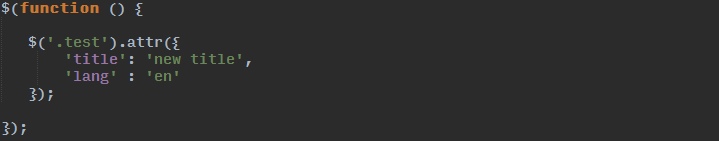 $(function () {
$('.test').attr({
'title': 'new title',
'lang' : 'en'
});
});